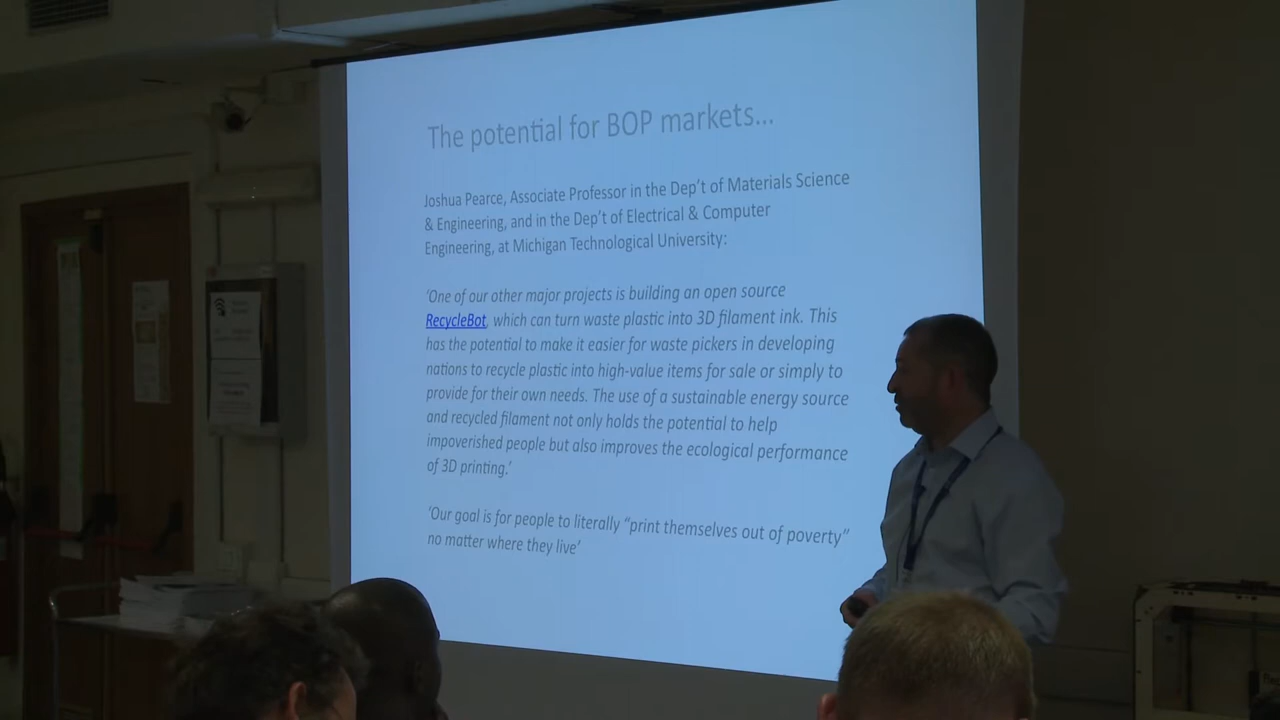 The potential for BOP markets...
Joshua Pearce, Associate Professor in the Dep't of Materials Science
& Engineering, and in the Dep't of Electrical & Computer
Engineering, at Michigan Technological University:
'One of our other major projects is building an open source
RecycleBot, which can turn waste plastic into 3D filament ink. This
has the potential to make it easier for waste pickers in developing
nations to recycle plastic into high-value items for sale or simply to
provide for their own needs. The use of a sustainable energy source
and recycled filament not only holds the potential to help
impoverished people but also improves the ecological performance
of 3D printing.'
'Our goal is for people to literally "print themselves out of poverty"
no matter where they live'